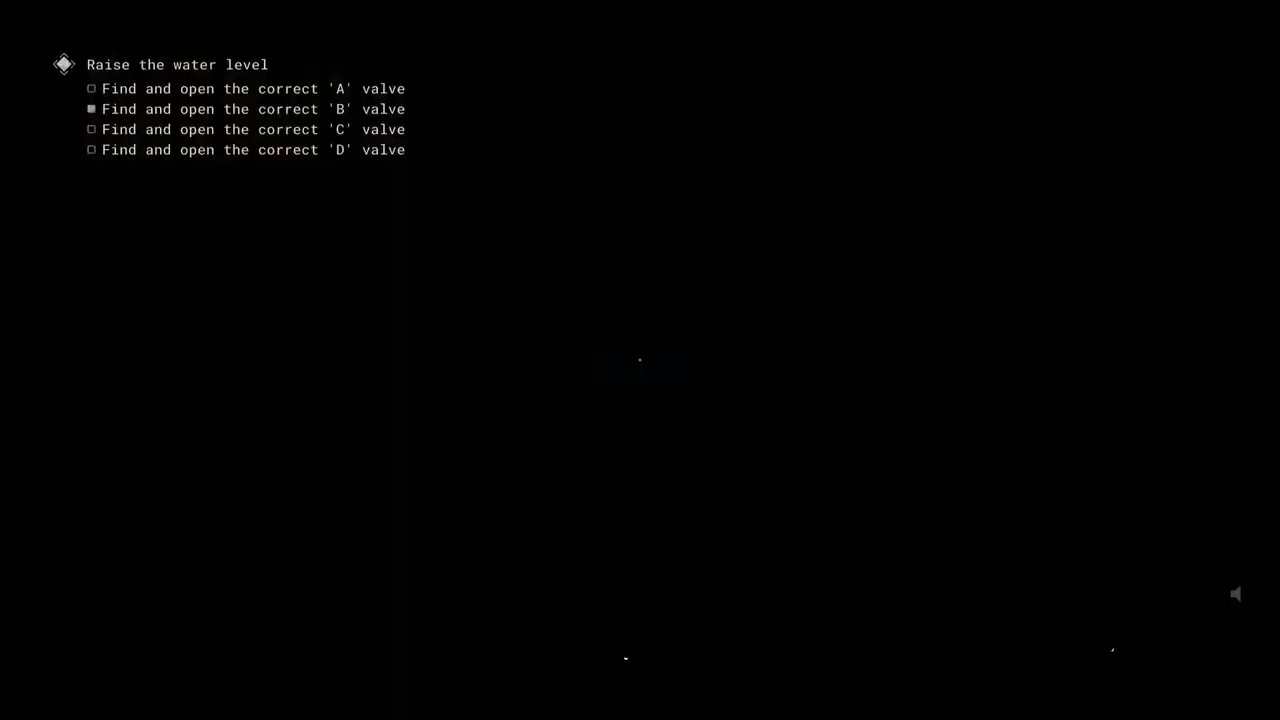 Raise the water level
Find and open the correct 'A' valve
Find and open the correct 'B' valve
Find and open the correct 'C' valve
Find and open the correct 'D' valve